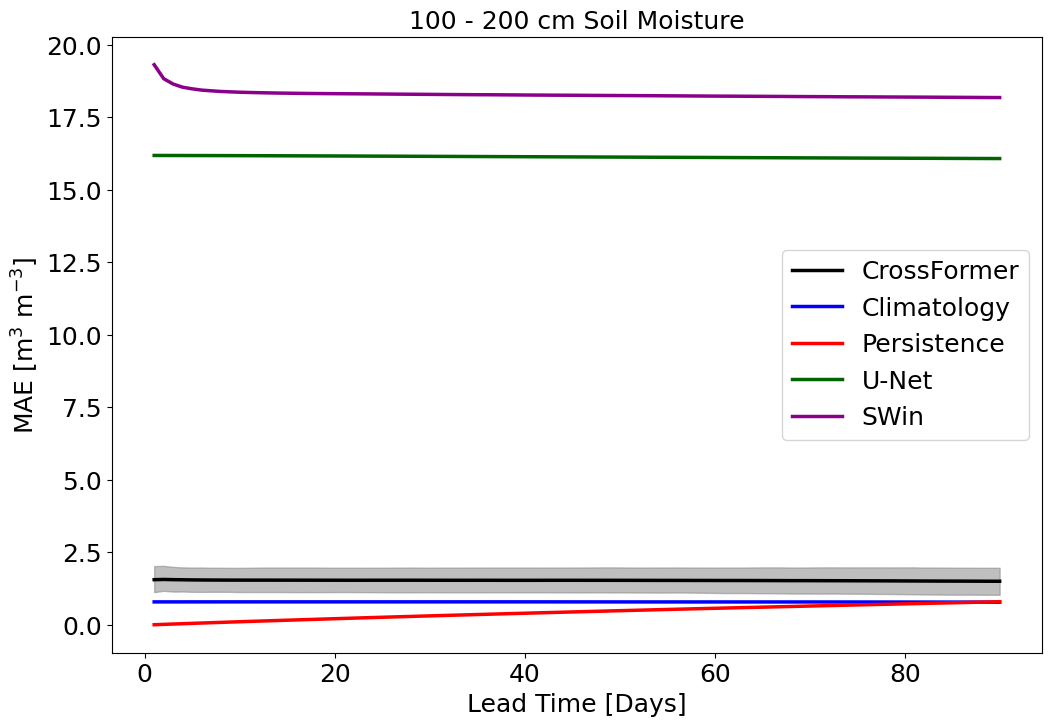 100 - 200 cm Soil Moisture
MAE [m³ m⁻³]
20.0
17.5
15.0
12.5
10.0
7.5
5.0
2.5
0.0
CrossFormer
Climatology
Persistence
U-Net
SWin
0 20 40 60 80
Lead Time [Days]